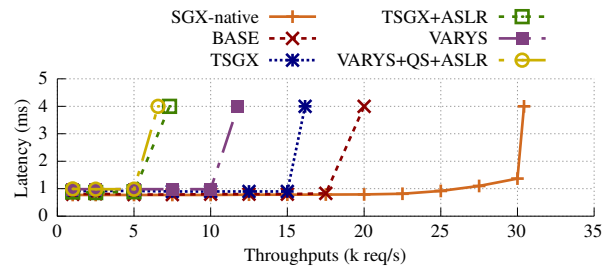 SGX-native
BASE
TSGX
TSGX+ASLR
VARYS
VARYS+QS+ASLR
Latency (ms)
5
4
3
2
1
0
0 5 10 15 20 25 30 35
Throughputs (k req/s)